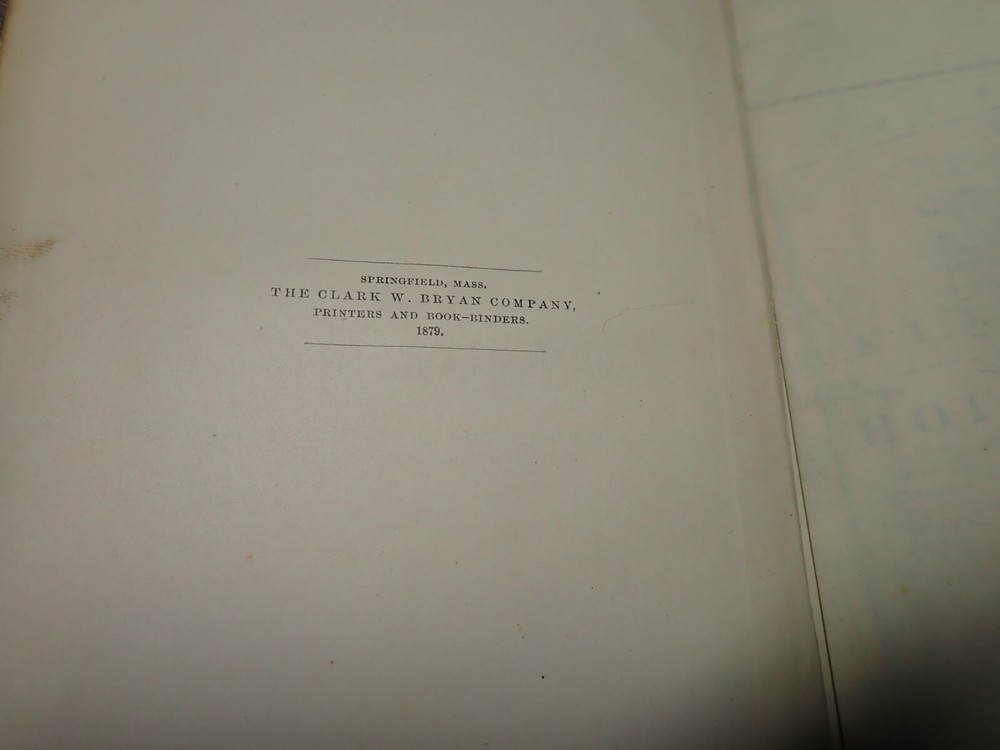 SPRINGFIELD, MASS.
THE CLARK W. BRYAN COMPANY,
PRINTERS AND BOOK-BINDERS.
1879.